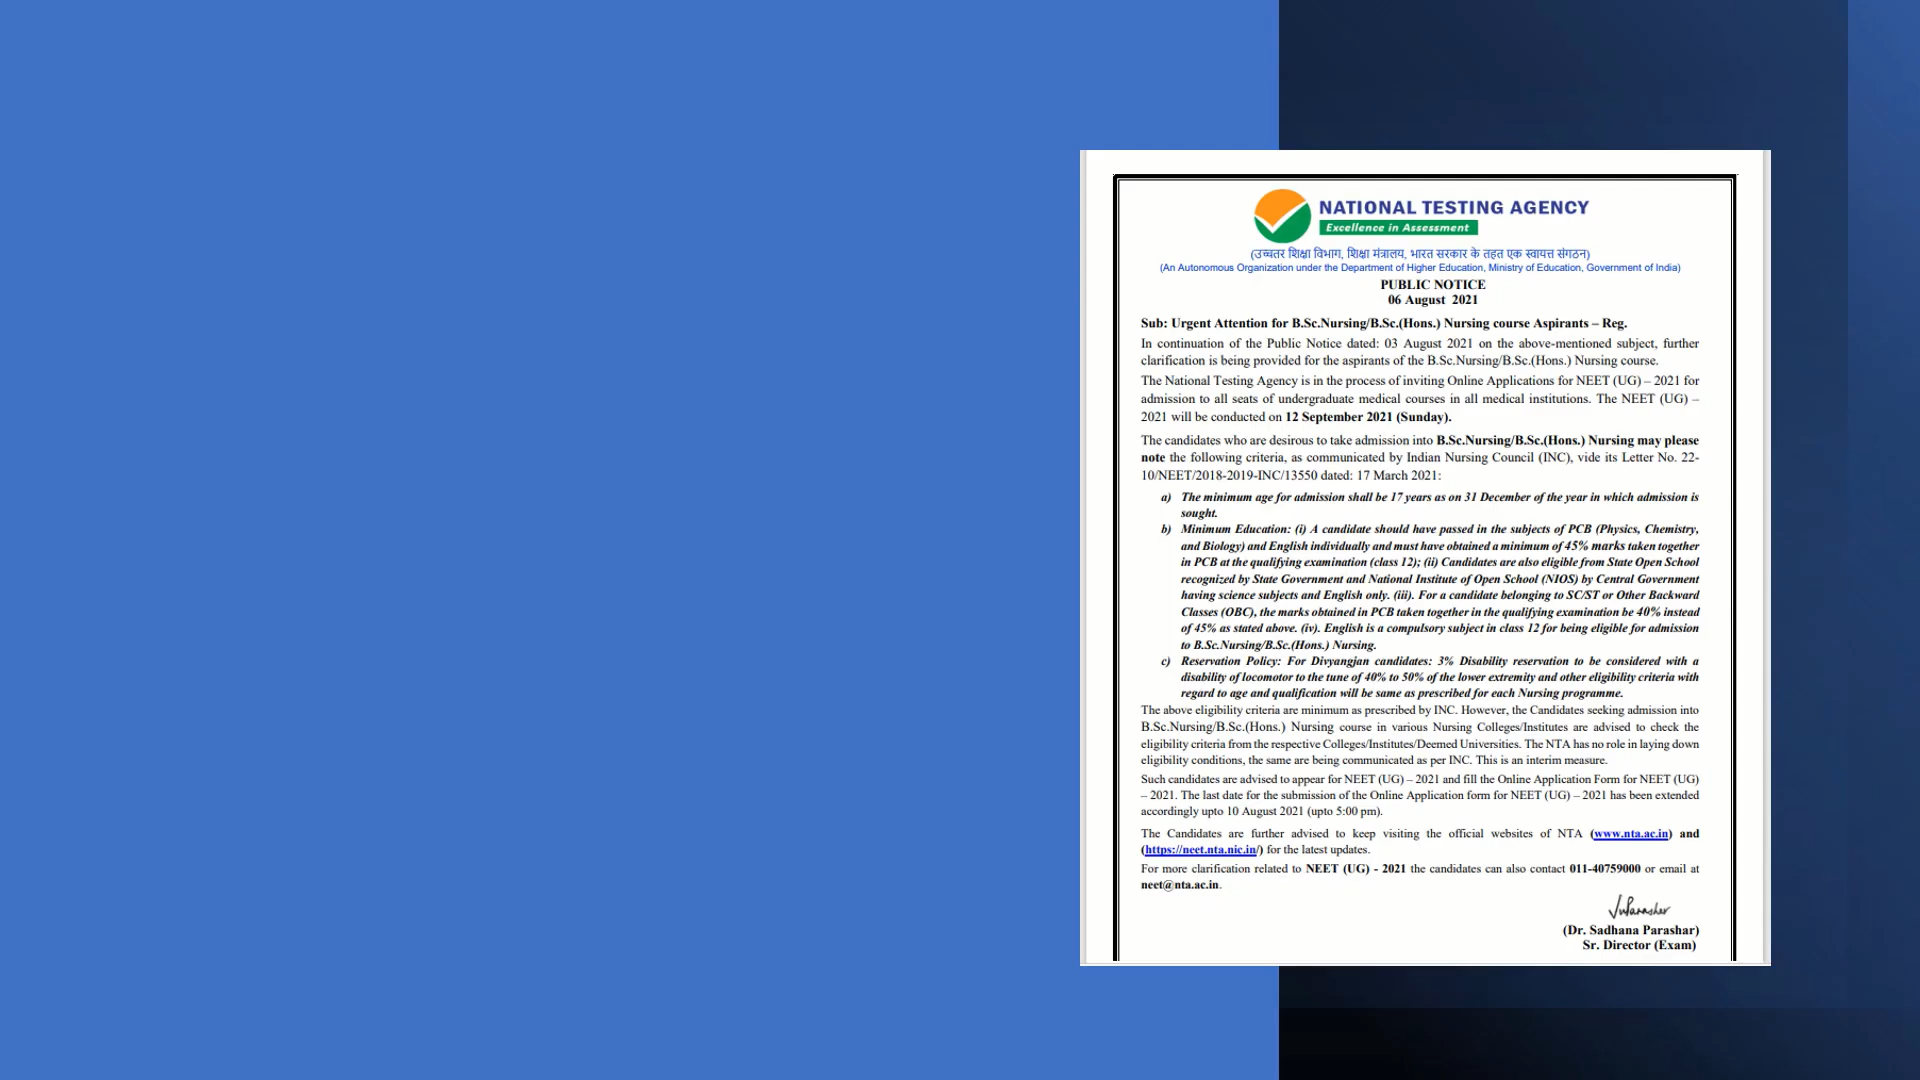 NATIONAL TESTING AGENCY
Excellence in Assessment
(उच्चतर शिक्षा विभाग, शिक्षा मंत्रालय, भारत सरकार के तहत एक स्वायत्त संगठन)
(An Autonomous Organization under the Department of Higher Education, Ministry of Education, Government of India)
PUBLIC NOTICE
06 August 2021
Sub: Urgent Attention for B.Sc.Nursing/B.Sc.(Hons.) Nursing course Aspirants – Reg.
In continuation of the Public Notice dated: 03 August 2021 on the above-mentioned subject, further
clarification is being provided for the aspirants of the B.Sc.Nursing/B.Sc.(Hons.) Nursing course.
The National Testing Agency is in the process of inviting Online Applications for NEET (UG) – 2021 for
admission to all seats of undergraduate medical courses in all medical institutions. The NEET (UG) –
2021 will be conducted on 12 September 2021 (Sunday).
The candidates who are desirous to take admission into B.Sc.Nursing/B.Sc.(Hons.) Nursing may please
note the following criteria, as communicated by Indian Nursing Council (INC), vide its Letter No. 22-
10/NEET/2018-2019-INC/13550 dated: 17 March 2021:
a) The minimum age for admission shall be 17 years as on 31 December of the year in which admission is
sought.
b) Minimum Education: (i) A candidate should have passed in the subjects of PCB (Physics, Chemistry,
and Biology) and English individually and must have obtained a minimum of 45% marks taken together
in PCB at the qualifying examination (class 12); (ii) Candidates are also eligible from State Open School
recognized by State Government and National Institute of Open School (NIOS) by Central Government
having science subjects and English only. (iii). For a candidate belonging to SC/ST or Other Backward
Classes (OBC), the marks obtained in PCB taken together in the qualifying examination be 40% instead
of 45% as stated above. (iv). English is a compulsory subject in class 12 for being eligible for admission
to B.Sc.Nursing/B.Sc.(Hons.) Nursing.
c) Reservation Policy: For Divyangjan candidates: 3% Disability reservation to be considered with a
disability of locomotor to the tune of 40% to 50% of the lower extremity and other eligibility criteria with
regard to age and qualification will be same as prescribed for each Nursing programme.
The above eligibility criteria are minimum as prescribed by INC. However, the Candidates seeking admission into
B.Sc.Nursing/B.Sc.(Hons.) Nursing course in various Nursing Colleges/Institutes are advised to check the
eligibility criteria from the respective Colleges/Institutes/Deemed Universities. The NTA has no role in laying down
eligibility conditions, the same are being communicated as per INC. This is an interim measure.
Such candidates are advised to appear for NEET (UG) – 2021 and fill the Online Application Form for NEET (UG)
– 2021. The last date for the submission of the Online Application form for NEET (UG) – 2021 has been extended
accordingly upto 10 August 2021 (upto 5:00 pm).
The Candidates are further advised to keep visiting the official websites of NTA (www.nta.ac.in) and
(https://neet.nta.nic.in/) for the latest updates.
For more clarification related to NEET (UG) - 2021 the candidates can also contact 011-40759000 or email at
neet@nta.ac.in.
(Dr. Sadhana Parashar)
Sr. Director (Exam)